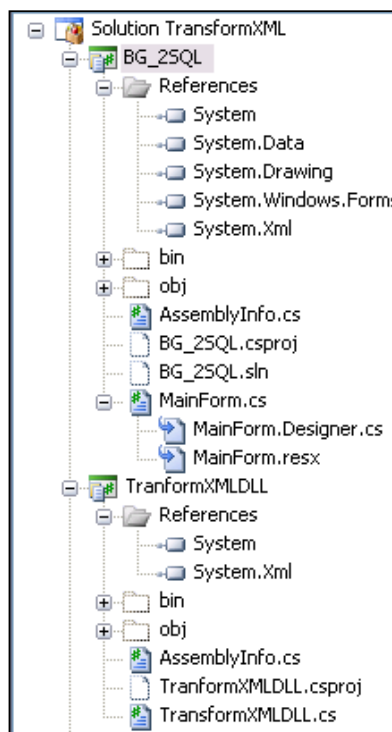 Solution TransformXML
BG_2SQL
References
System
System.Data
System.Drawing
System.Windows.Forms
System.Xml
bin
obj
AssemblyInfo.cs
BG_2SQL.csproj
BG_2SQL.sln
MainForm.cs
MainForm.Designer.cs
MainForm.resx
TranformXMLDLL
References
System
System.Xml
bin
obj
AssemblyInfo.cs
TranformXMLDLL.csproj
TransformXMLDLL.cs